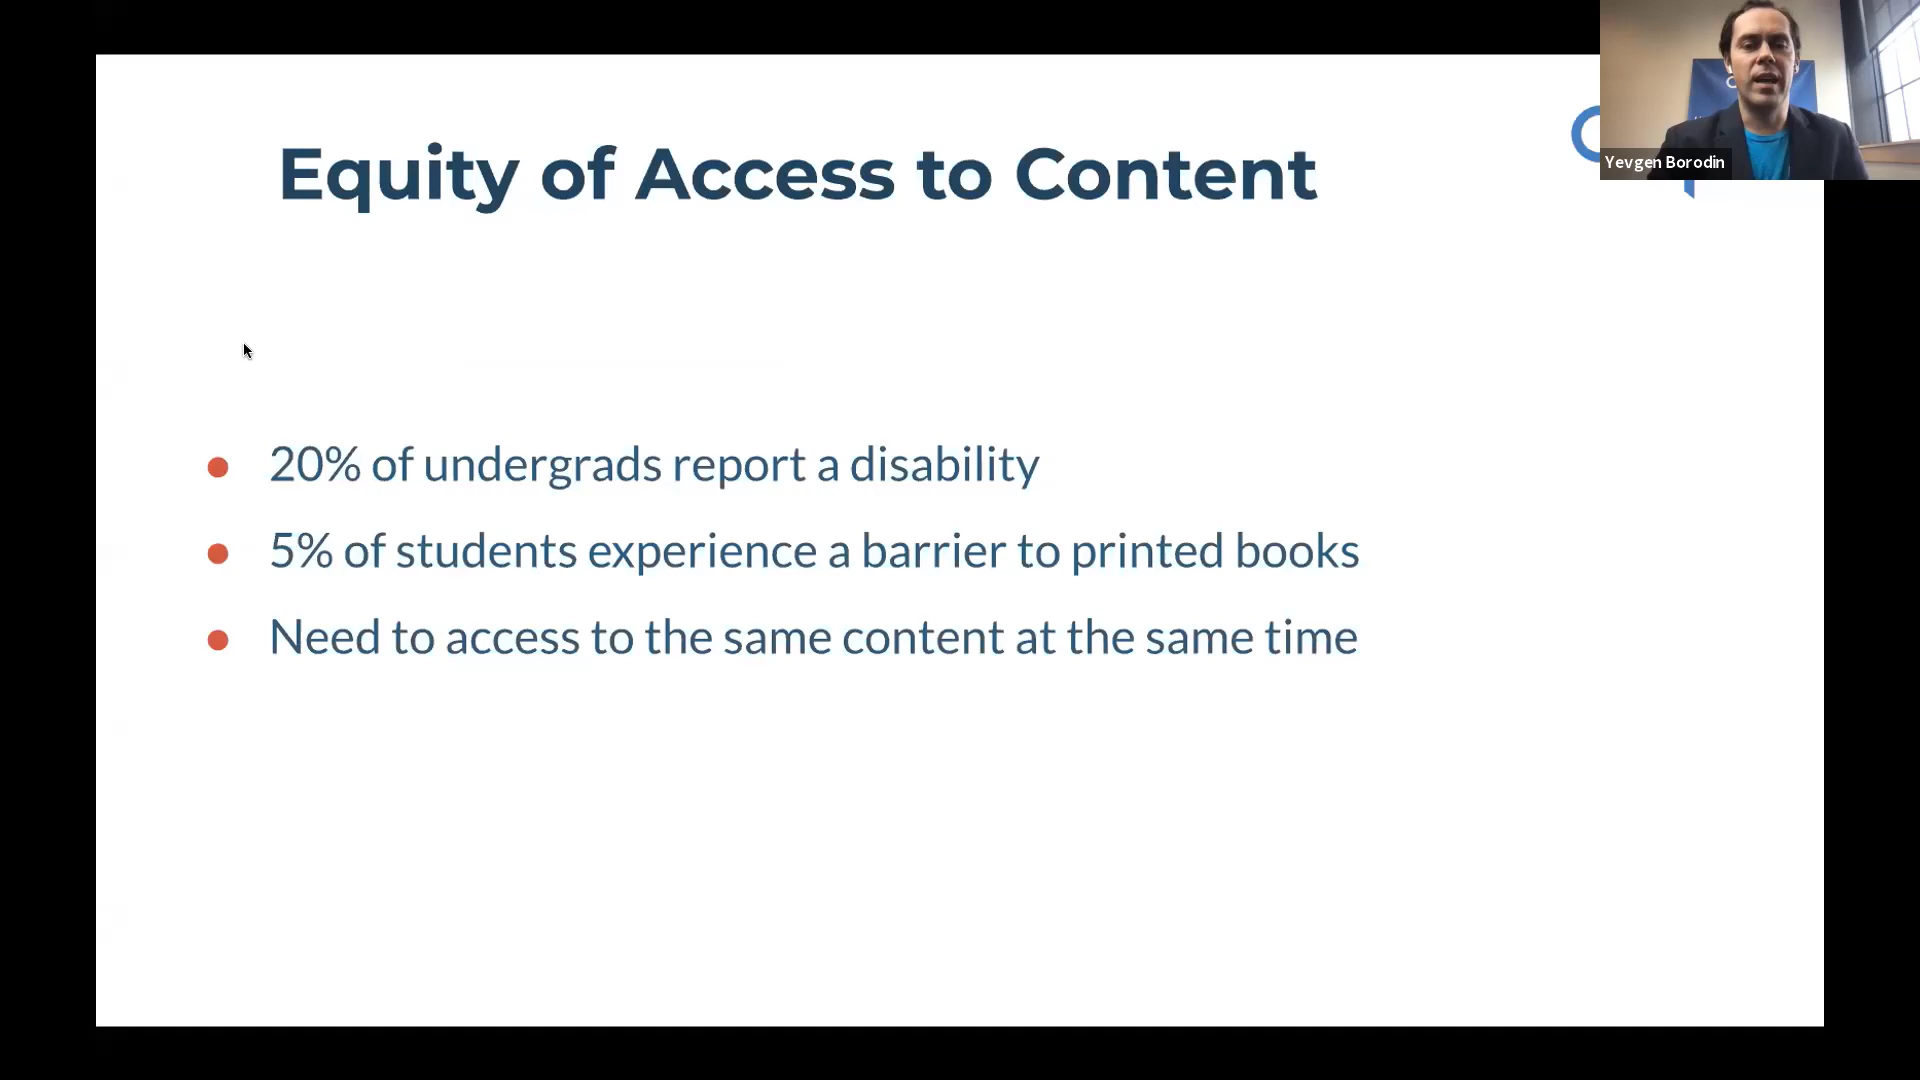 Equity of Access to Content
Yevgen Borodin
20% of undergrads report a disability
5% of students experience a barrier to printed books
Need to access to the same content at the same time